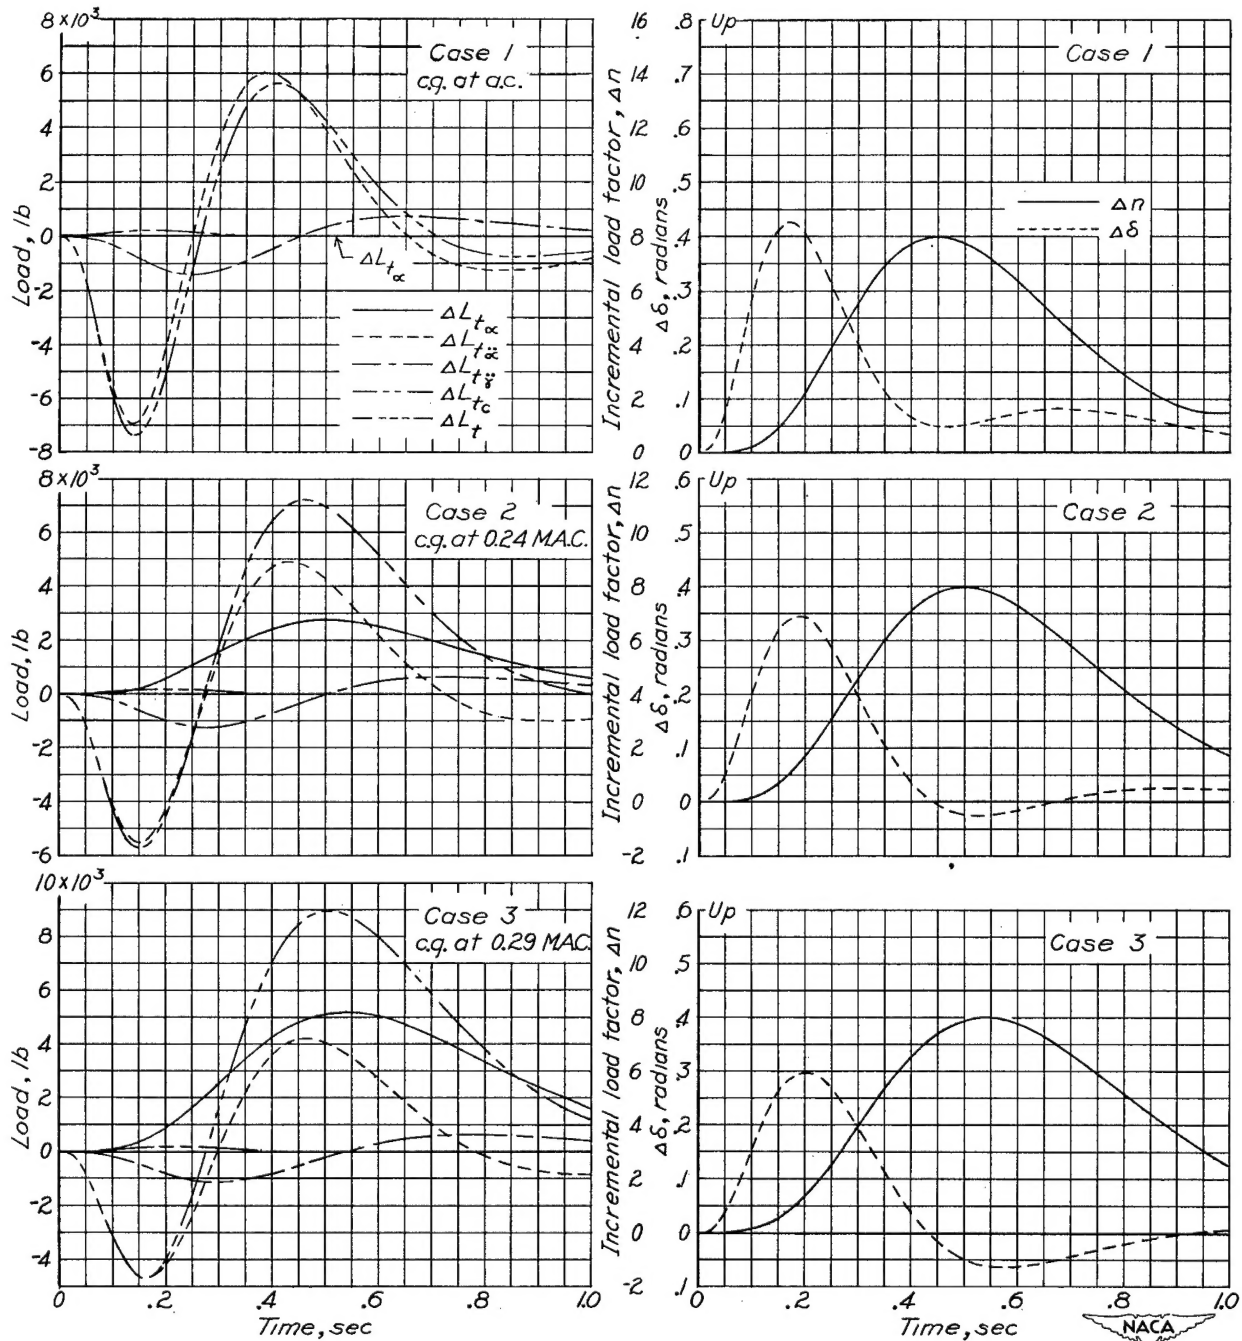 8×10³
6
4
2
0
-2
-4
-6
-8
Load, lb
Case 1
c.g. at a.c.
ΔL_tα
ΔL_tα
ΔL_tα̈
ΔL_tγ̈
ΔL_tc
ΔL_t
16
14
12
10
8
6
4
2
0
Incremental load factor, Δn
.8
.7
.6
.5
.4
.3
.2
.1
0
Δδ, radians
Up
Case 1
Δn
Δδ
8×10³
6
4
2
0
-2
-4
-6
Load, lb
Case 2
c.g. at 0.24 M.A.C.
12
10
8
6
4
2
0
-2
Incremental load factor, Δn
.6
.5
.4
.3
.2
.1
0
.1
Δδ, radians
Up
Case 2
10×10³
8
6
4
2
0
-2
-4
Load, lb
Case 3
c.g. at 0.29 M.A.C.
0 .2 .4 .6 .8 1.0
Time, sec
12
10
8
6
4
2
0
-2
Incremental load factor, Δn
.6
.5
.4
.3
.2
.1
0
.1
Δδ, radians
Up
Case 3
0 .2 .4 .6 .8 1.0
Time, sec
NACA